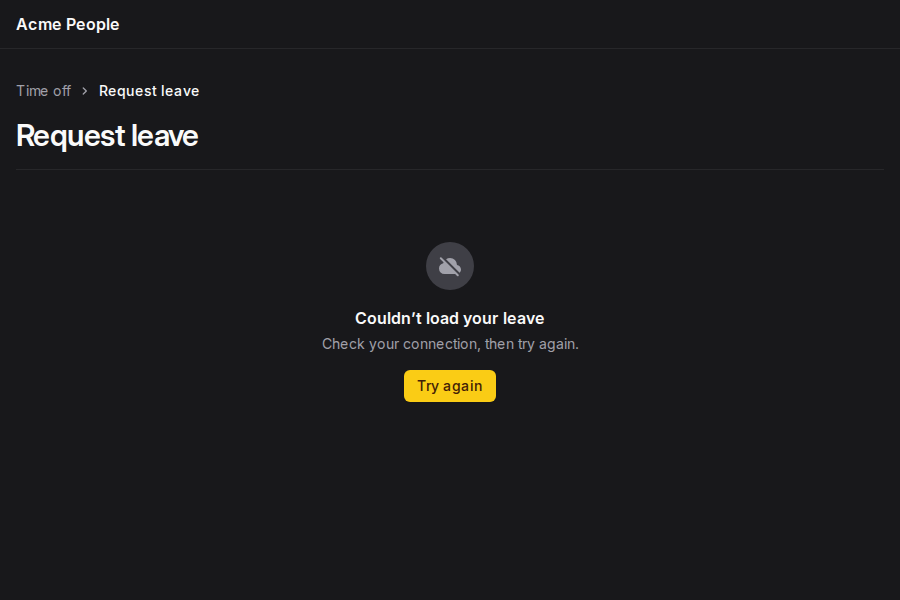 Acme People
Time off > Request leave
Request leave
Couldn’t load your leave
Check your connection, then try again.
Try again